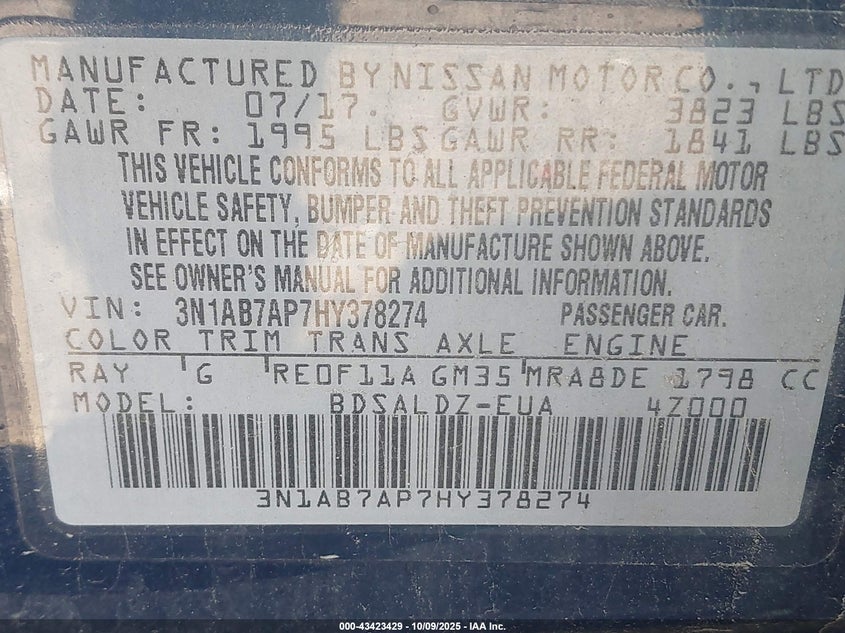 MANUFACTURED BY NISSAN MOTOR CO., LTD
DATE: 07/17. GVWR: 3823 LBS
GAWR FR: 1995 LBS GAWR RR: 1841 LBS
THIS VEHICLE CONFORMS TO ALL APPLICABLE FEDERAL MOTOR
VEHICLE SAFETY, BUMPER AND THEFT PREVENTION STANDARDS
IN EFFECT ON THE DATE OF MANUFACTURE SHOWN ABOVE.
SEE OWNER'S MANUAL FOR ADDITIONAL INFORMATION.
VIN: 3N1AB7AP7HY378274 PASSENGER CAR.
COLOR TRIM TRANS AXLE ENGINE
RAY G RE0F11A GM35 MRA8DE 1798 CC
MODEL: BDSALDZ-EUA 4Z000
3N1AB7AP7HY378274
000-43423429 - 10/09/2025 - IAA Inc.